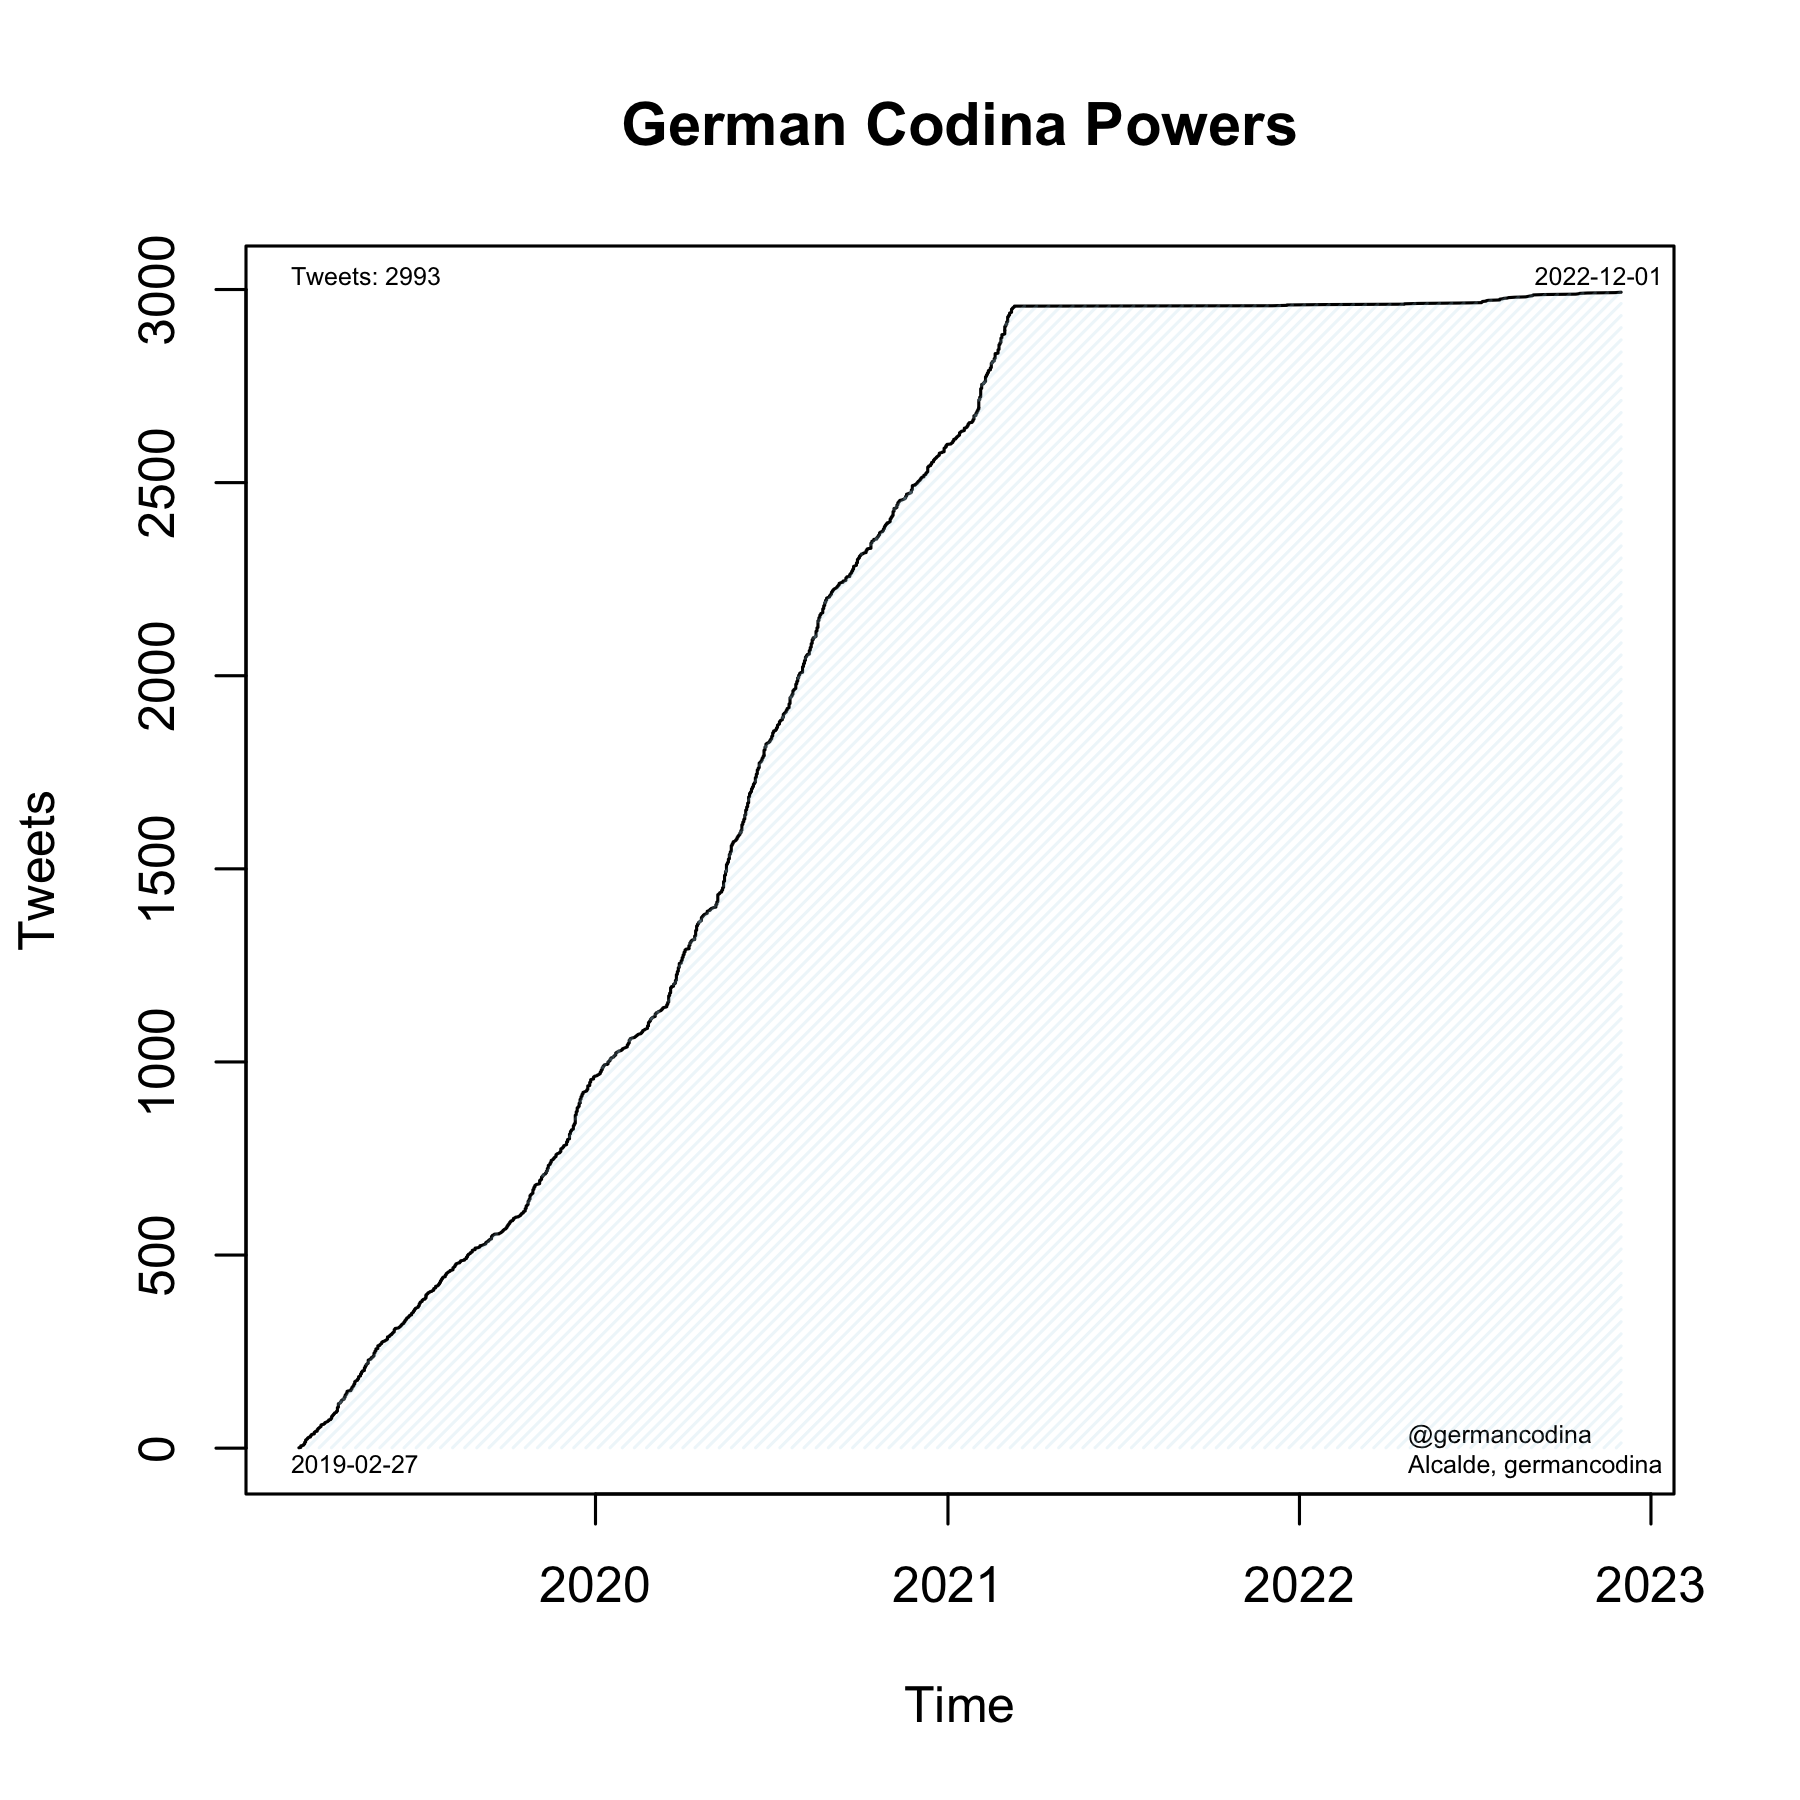 German Codina Powers
Tweets: 2993
2022-12-01
3000
2500
2000
1500
1000
500
0
Tweets
@germancodina
2019-02-27
Alcalde, germancodina
2020
2021
2022
2023
Time